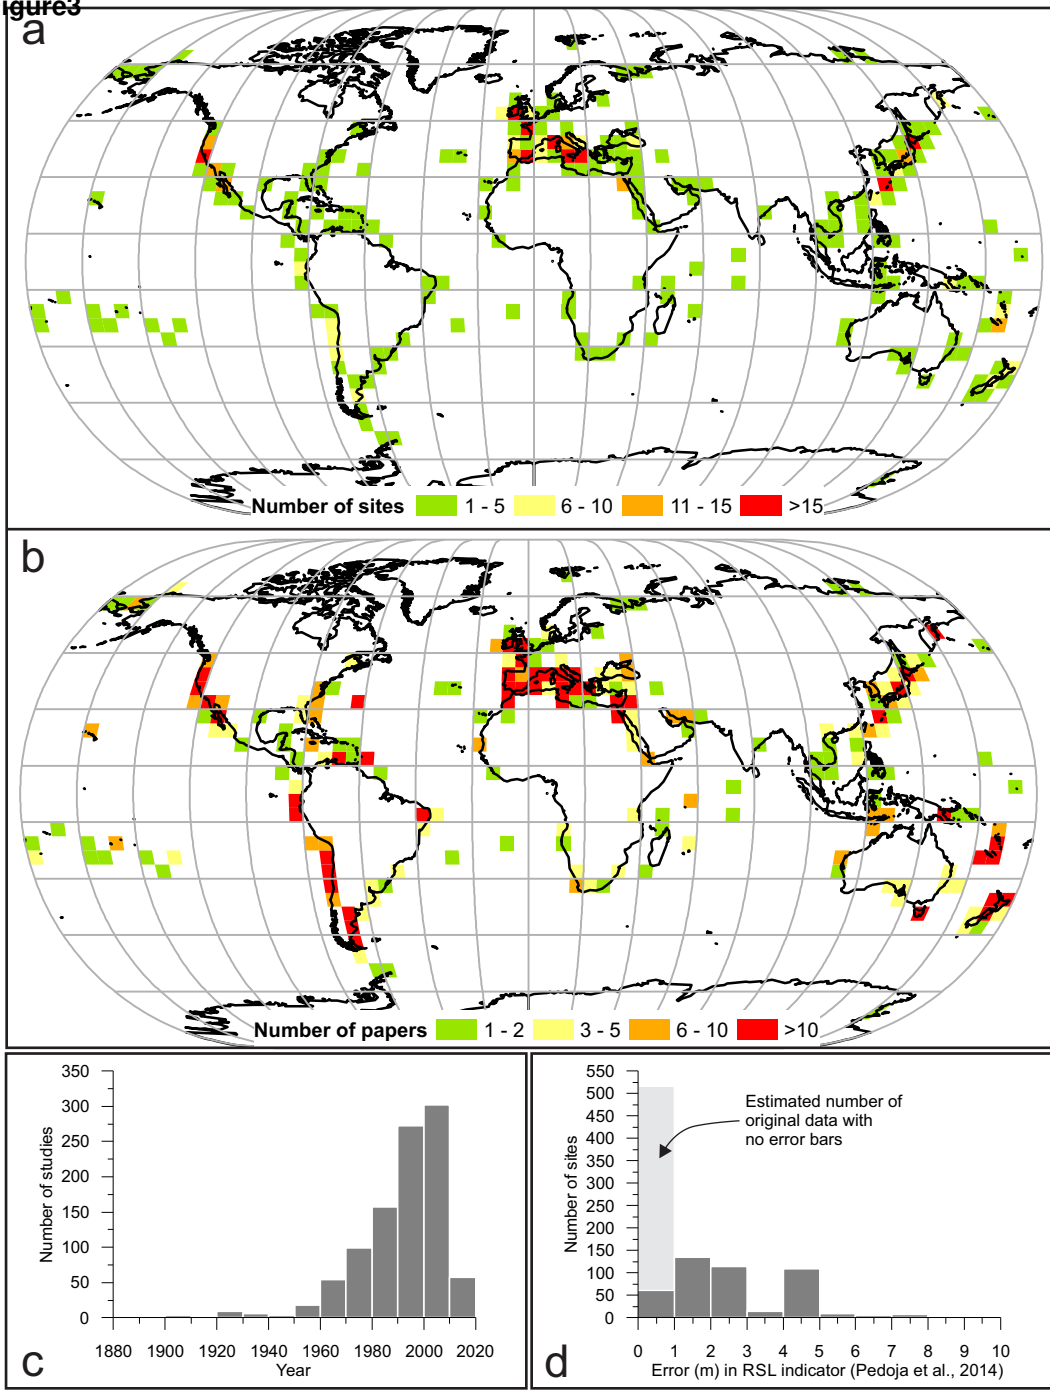 igure3
a
Number of sites 1 - 5 6 - 10 11 - 15 >15
b
Number of papers 1 - 2 3 - 5 6 - 10 >10
350
300
250
200
150
100
50
0
Number of studies
1880 1900 1920 1940 1960 1980 2000 2020
Year
c
550
500
450
400
350
300
250
200
150
100
50
0
Number of sites
Estimated number of
original data with
no error bars
0 1 2 3 4 5 6 7 8 9 10
Error (m) in RSL indicator (Pedoja et al., 2014)
d